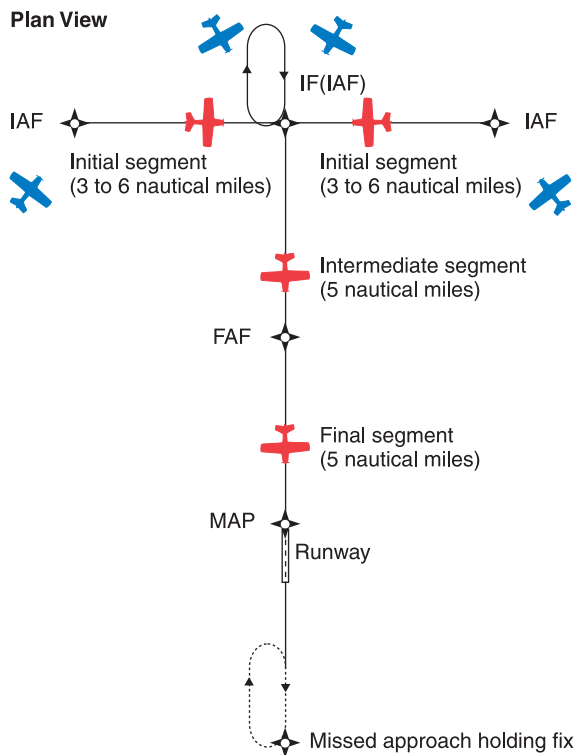 Plan View
IF(IAF)
IAF
IAF
Initial segment
(3 to 6 nautical miles)
Initial segment
(3 to 6 nautical miles)
Intermediate segment
(5 nautical miles)
FAF
Final segment
(5 nautical miles)
MAP
Runway
Missed approach holding fix